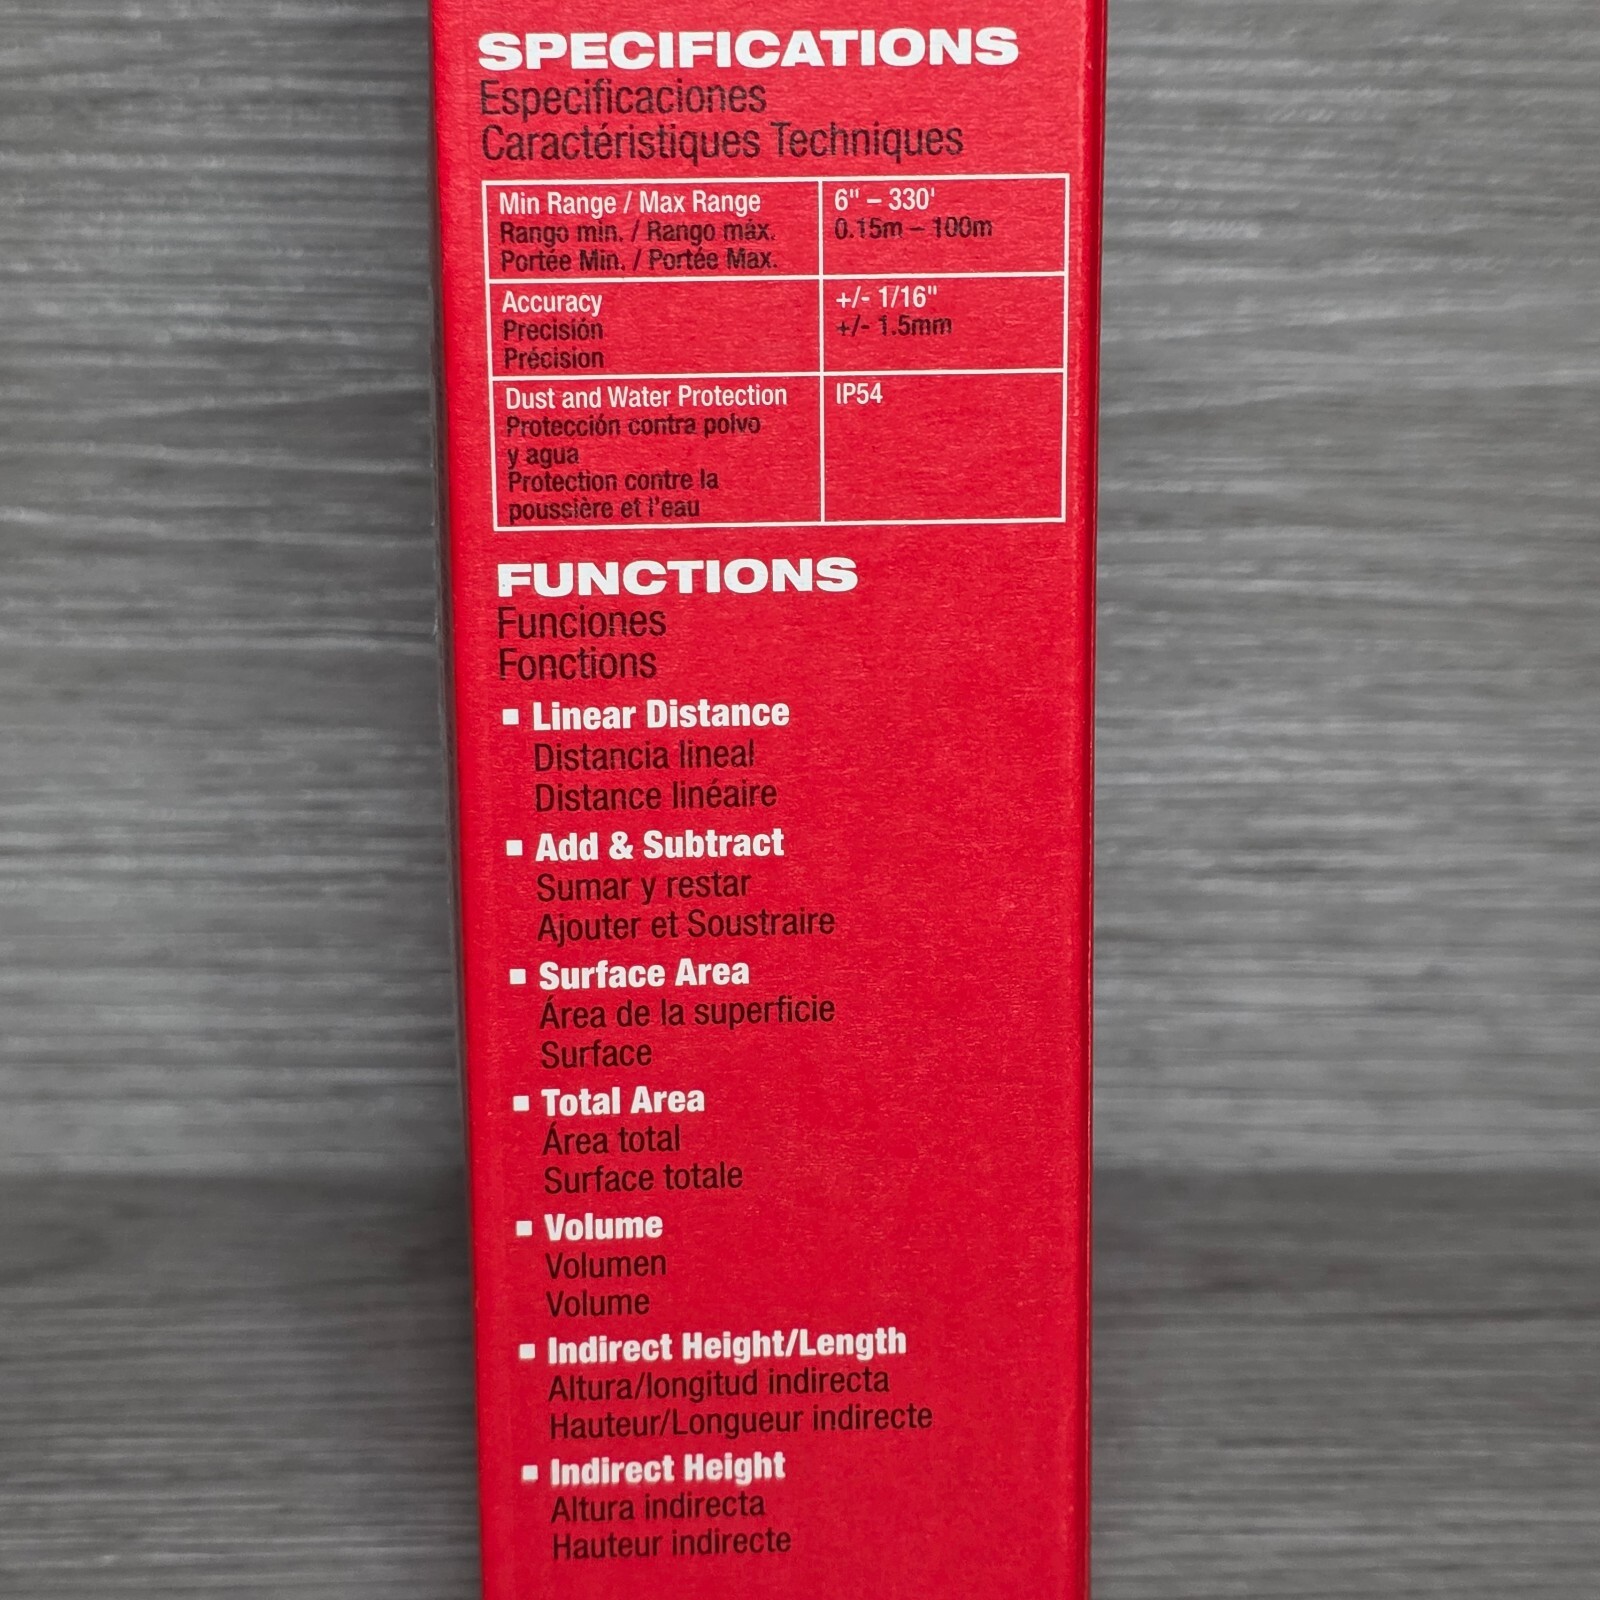 SPECIFICATIONS
Especificaciones
Caractéristiques Techniques
Min Range / Max Range
Rango min. / Rango máx.
Portée Min. / Portée Max.
6" – 330'
0.15m – 100m
Accuracy
Precisión
Précision
+/- 1/16"
+/- 1.5mm
Dust and Water Protection
Protección contra polvo
y agua
Protection contre la
poussière et l'eau
IP54
FUNCTIONS
Funciones
Fonctions
▪ Linear Distance
Distancia lineal
Distance linéaire
▪ Add & Subtract
Sumar y restar
Ajouter et Soustraire
▪ Surface Area
Área de la superficie
Surface
▪ Total Area
Área total
Surface totale
▪ Volume
Volumen
Volume
▪ Indirect Height/Length
Altura/longitud indirecta
Hauteur/Longueur indirecte
▪ Indirect Height
Altura indirecta
Hauteur indirecte